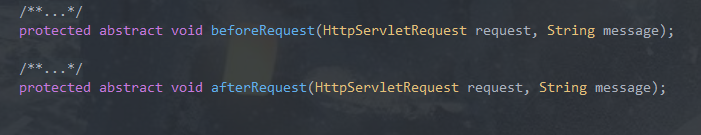 /**...*/
protected abstract void beforeRequest(HttpServletRequest request, String message);
/**...*/
protected abstract void afterRequest(HttpServletRequest request, String message);